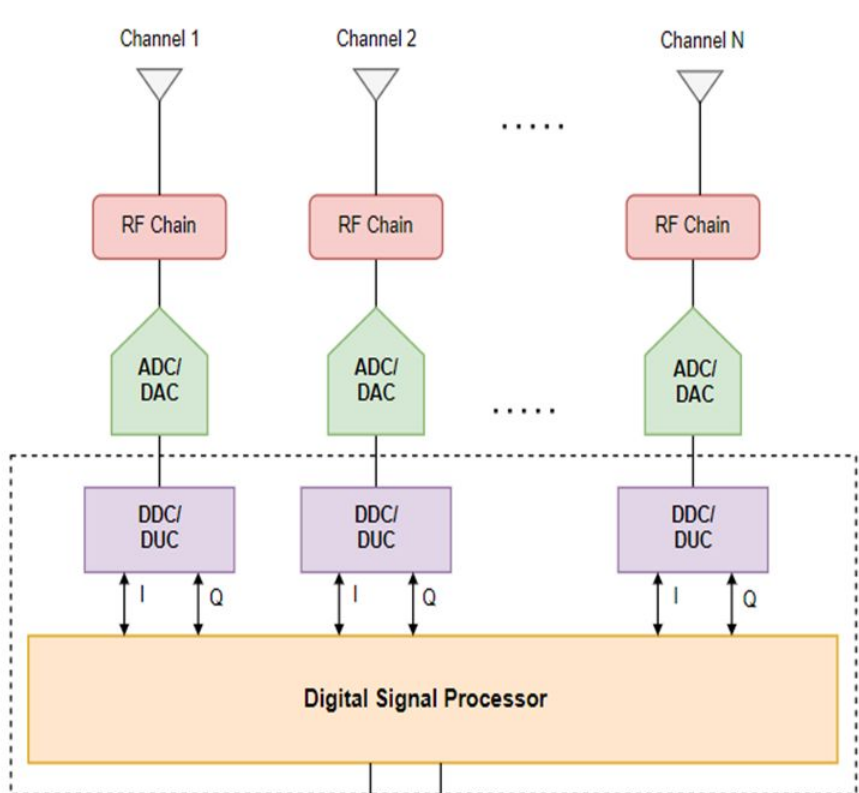 Channel 1
Channel 2
Channel N
.....
RF Chain
RF Chain
RF Chain
ADC/
DAC
ADC/
DAC
ADC/
DAC
.....
DDC/
DUC
DDC/
DUC
DDC/
DUC
I
Q
I
Q
I
Q
Digital Signal Processor